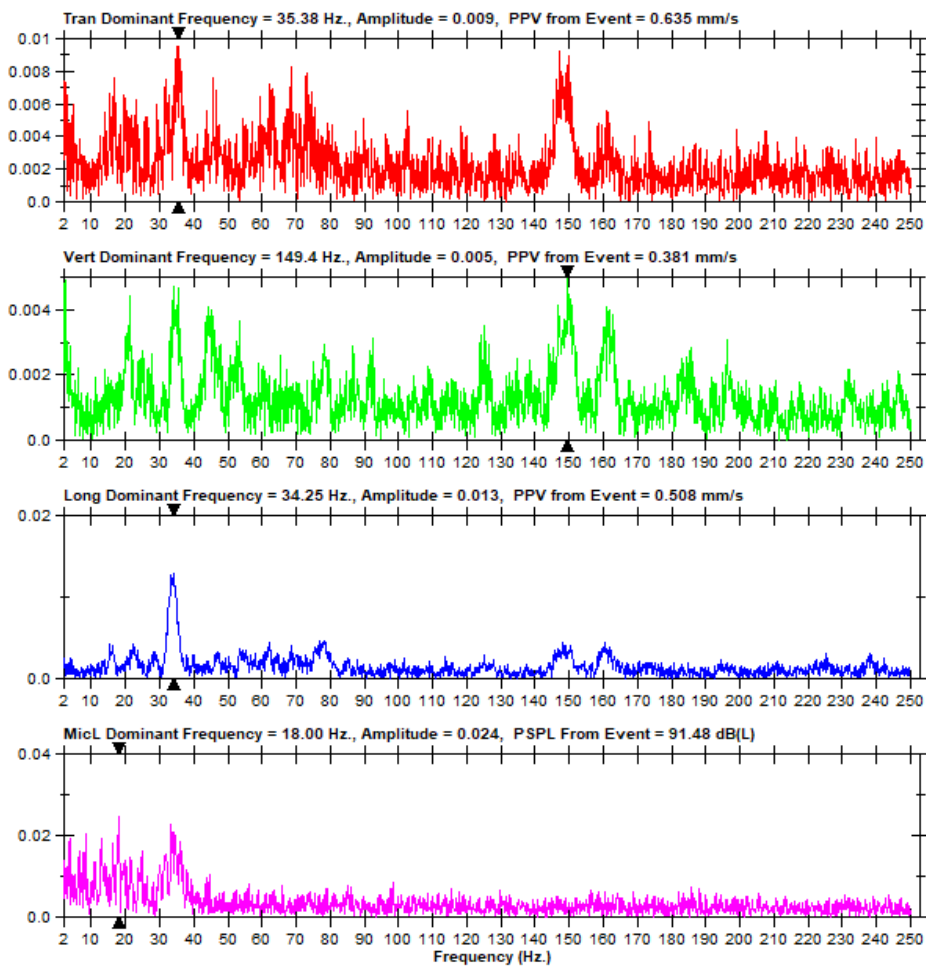 Tran Dominant Frequency = 35.38 Hz., Amplitude = 0.009, PPV from Event = 0.635 mm/s
0.01
0.008
0.006
0.004
0.002
0.0
2 10 20 30 40 50 60 70 80 90 100 110 120 130 140 150 160 170 180 190 200 210 220 230 240 250
Vert Dominant Frequency = 149.4 Hz., Amplitude = 0.005, PPV from Event = 0.381 mm/s
0.004
0.002
0.0
2 10 20 30 40 50 60 70 80 90 100 110 120 130 140 150 160 170 180 190 200 210 220 230 240 250
Long Dominant Frequency = 34.25 Hz., Amplitude = 0.013, PPV from Event = 0.508 mm/s
0.02
0.0
2 10 20 30 40 50 60 70 80 90 100 110 120 130 140 150 160 170 180 190 200 210 220 230 240 250
MicL Dominant Frequency = 18.00 Hz., Amplitude = 0.024, PSPL From Event = 91.48 dB(L)
0.04
0.02
0.0
2 10 20 30 40 50 60 70 80 90 100 110 120 130 140 150 160 170 180 190 200 210 220 230 240 250
Frequency (Hz.)